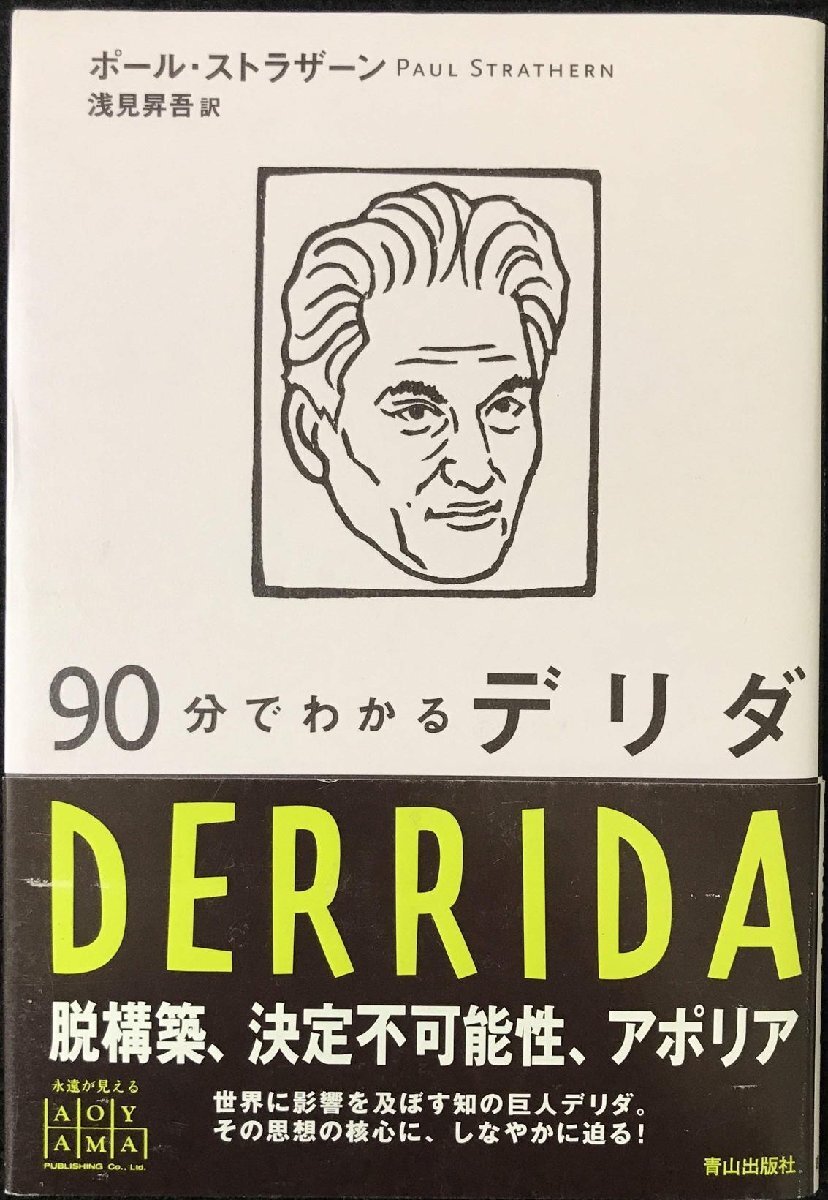 ポール・ストラザーン PAUL STRATHERN
浅見昇吾 訳
90分でわかるデリダ
DERRIDA
脱構築、決定不可能性、アポリア
永遠が見える
AOY
AMA
PUBLISHING Co., Ltd.
世界に影響を及ぼす知の巨人デリダ。
その思想の核心に、しなやかに迫る!
青山出版社